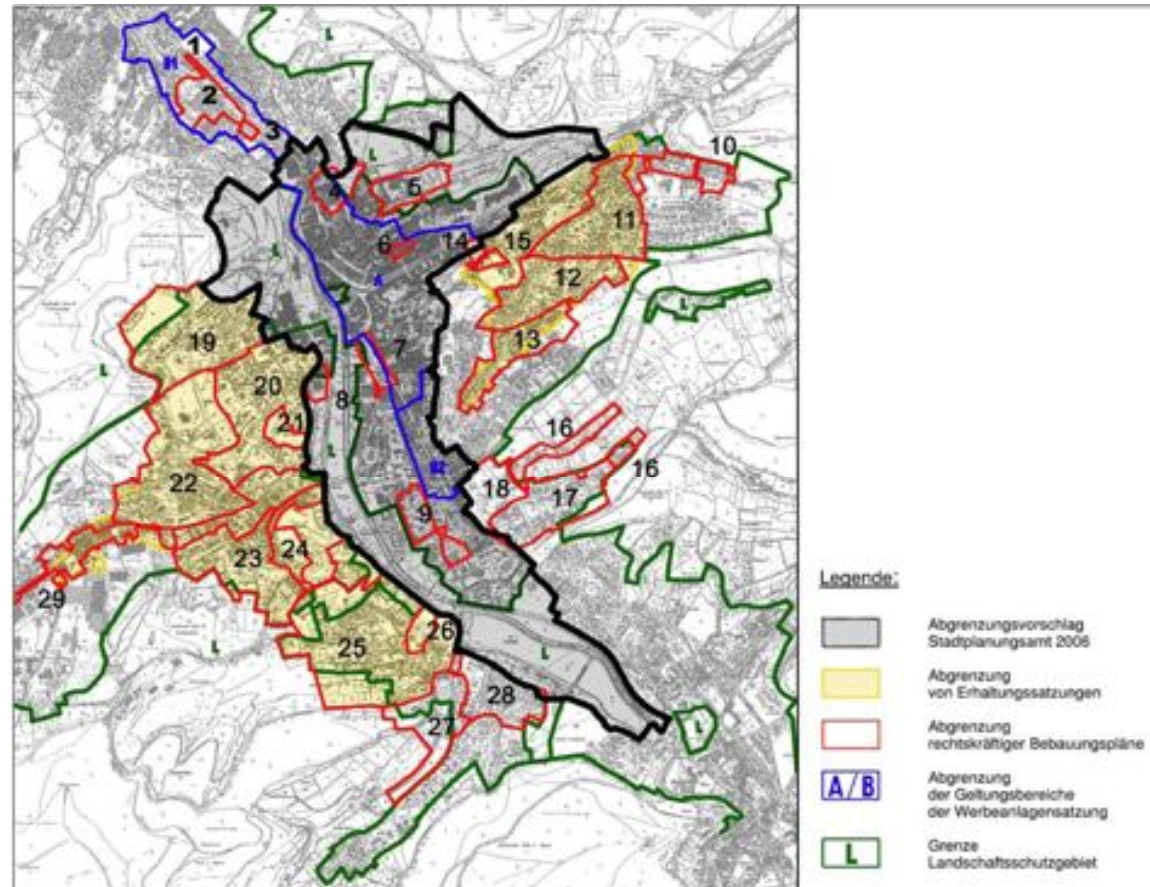 1
B1
2
3
L
10
4
L
5
11
14
15
6
A
L
12
L
13
19
7
20
8
L
21
16
16
22
B2
18
17
9
24
23
29
26
25
L
L
28
27
L
Legende:
Abgrenzungsvorschlag
Stadtplanungsamt 2006
Abgrenzung
von Erhaltungssatzungen
Abgrenzung
rechtskräftiger Bebauungspläne
A/B
Abgrenzung
der Geltungsbereiche
der Werbeanlagensatzung
L
Grenze
Landschaftsschutzgebiet